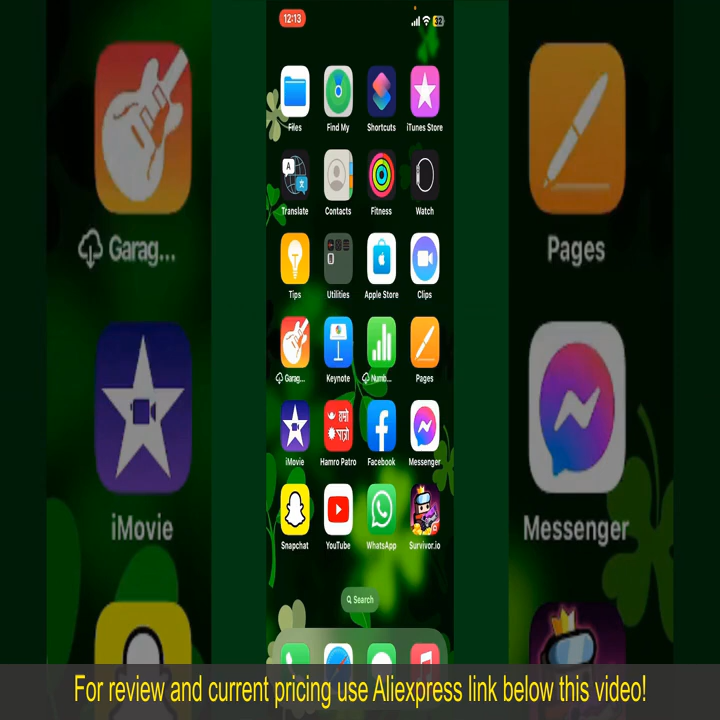 12:13
32
Files Find My Shortcuts iTunes Store
A
Translate Contacts Fitness Watch
Tips Utilities Apple Store Clips
Garag... Keynote Numb... Pages
हाम्रो
पात्रो
iMovie Hamro Patro Facebook Messenger
Snapchat YouTube WhatsApp Survivor.io
Search
Garag...
Pages
iMovie
Messenger
For review and current pricing use Aliexpress link below this video!